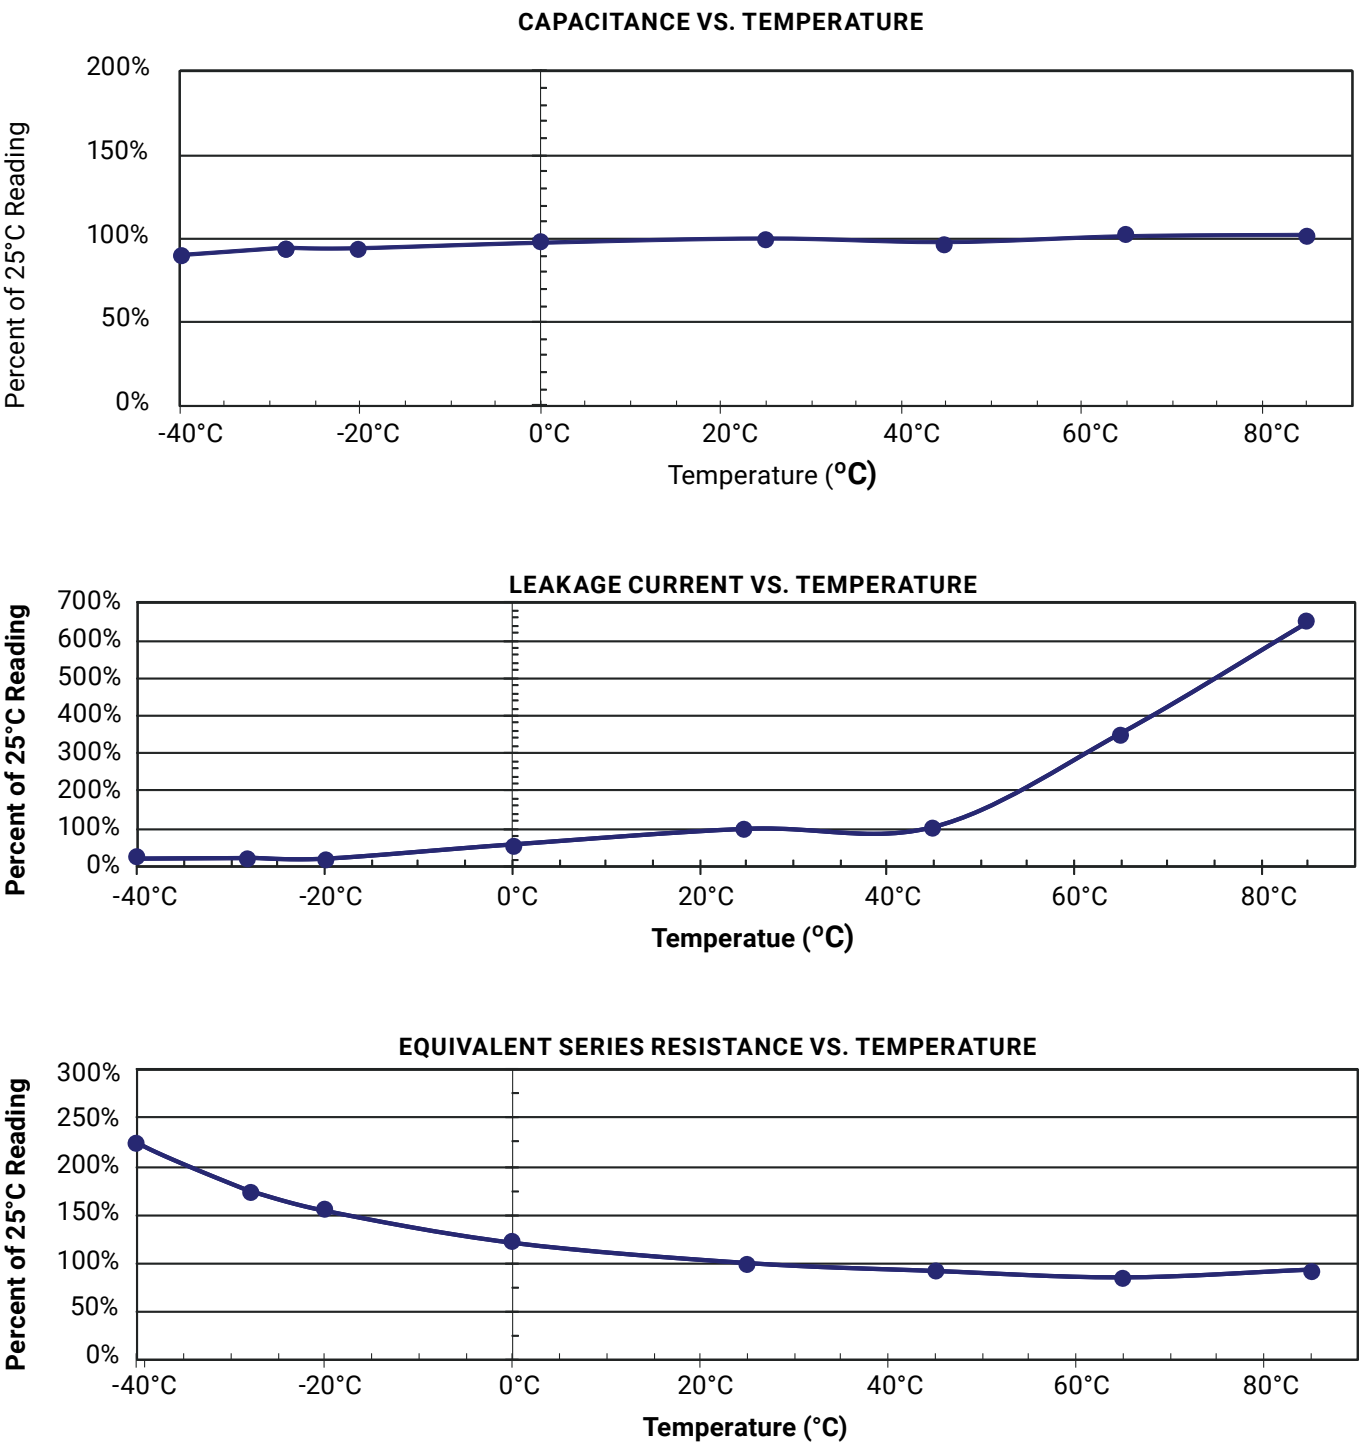 CAPACITANCE VS. TEMPERATURE
200%
150%
100%
50%
0%
Percent of 25°C Reading
-40°C -20°C 0°C 20°C 40°C 60°C 80°C
Temperature (°C)
LEAKAGE CURRENT VS. TEMPERATURE
700%
600%
500%
400%
300%
200%
100%
0%
Percent of 25°C Reading
-40°C -20°C 0°C 20°C 40°C 60°C 80°C
Temperatue (°C)
EQUIVALENT SERIES RESISTANCE VS. TEMPERATURE
300%
250%
200%
150%
100%
50%
0%
Percent of 25°C Reading
-40°C -20°C 0°C 20°C 40°C 60°C 80°C
Temperature (°C)